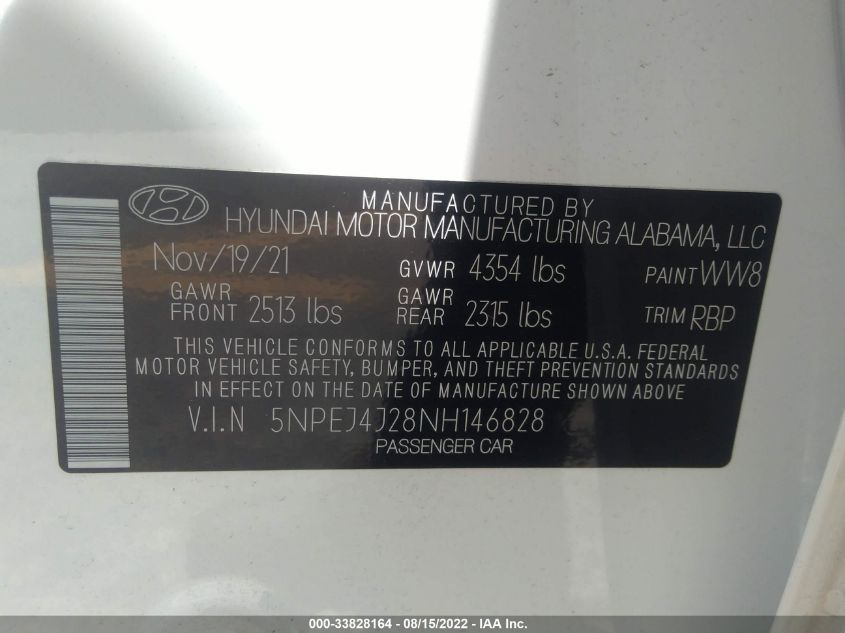 MANUFACTURED BY
HYUNDAI MOTOR MANUFACTURING ALABAMA, LLC
Nov/19/21 GVWR 4354 lbs PAINT WW8
GAWR FRONT 2513 lbs GAWR REAR 2315 lbs TRIM RBP
THIS VEHICLE CONFORMS TO ALL APPLICABLE U.S.A. FEDERAL
MOTOR VEHICLE SAFETY, BUMPER, AND THEFT PREVENTION STANDARDS
IN EFFECT ON THE DATE OF MANUFACTURE SHOWN ABOVE
V.I.N 5NPEJ4J28NH146828
PASSENGER CAR
000-33828164 - 08/15/2022 - IAA Inc.